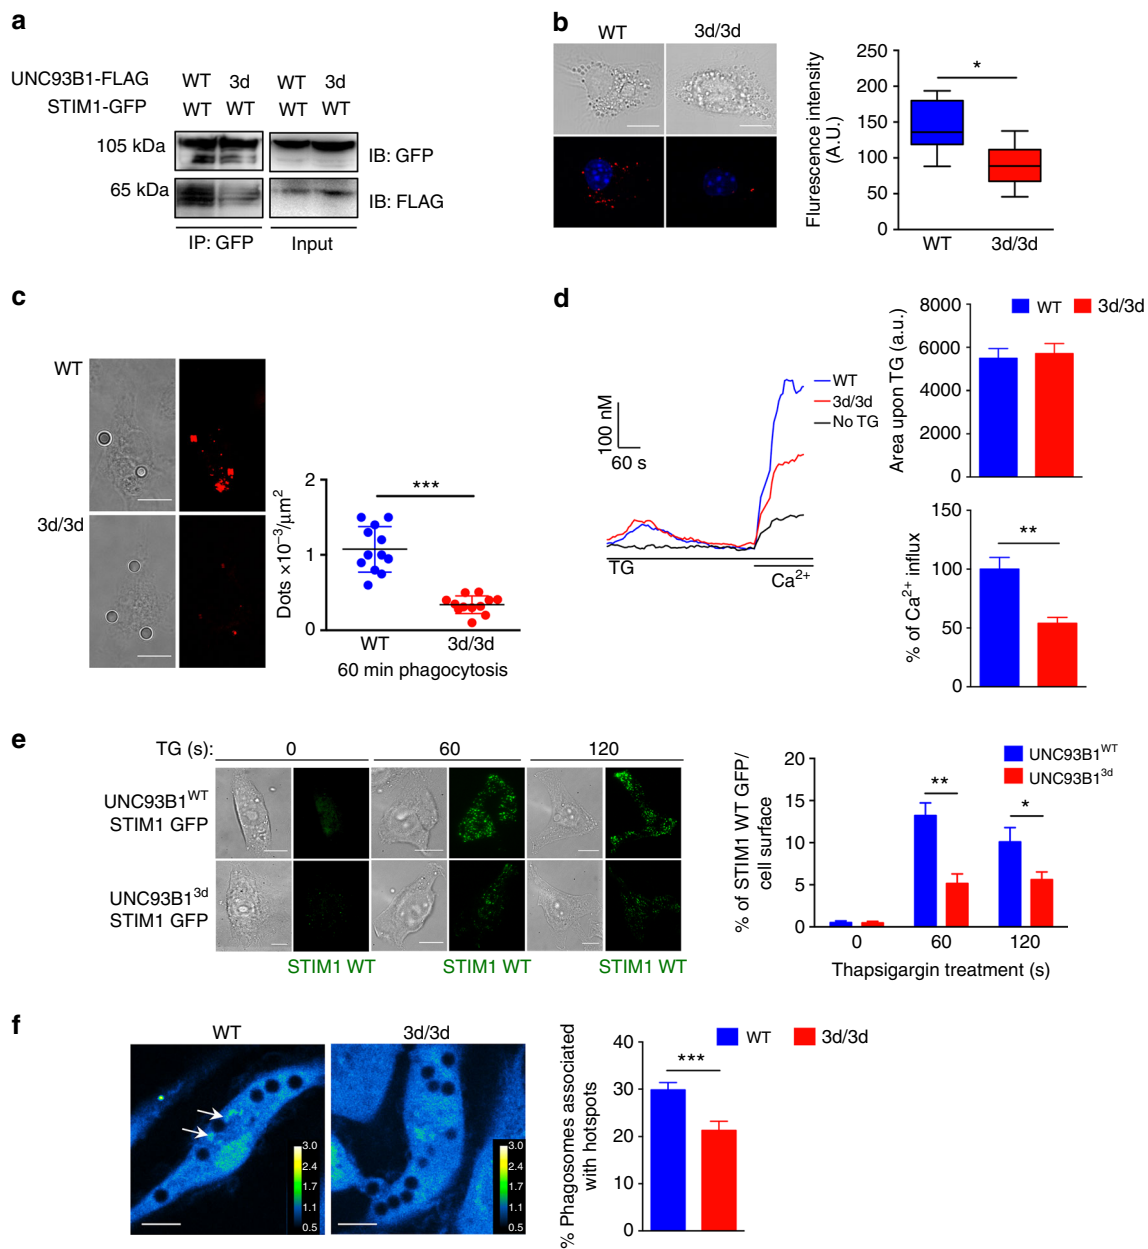 a
UNC93B1-FLAG WT 3d WT 3d
STIM1-GFP WT WT WT WT
105 kDa
IB: GFP
65 kDa
IB: FLAG
IP: GFP Input
b
WT 3d/3d
Flurescence intensity
(A.U.)
250
200
150
100
50
0
*
WT 3d/3d
c
WT
3d/3d
Dots ×10⁻³/μm²
2
1
0
***
WT 3d/3d
60 min phagocytosis
d
100 nM
60 s
WT
3d/3d
No TG
TG
Ca²⁺
Area upon TG (a.u.)
8000
6000
4000
2000
0
WT 3d/3d
% of Ca²⁺ influx
150
100
50
0
**
e
TG (s): 0 60 120
UNC93B1ᵂᵀ
STIM1 GFP
UNC93B1³ᵈ
STIM1 GFP
STIM1 WT STIM1 WT STIM1 WT
% of STIM1 WT GFP/
cell surface
20
15
10
5
0
** *
UNC93B1ᵂᵀ
UNC93B1³ᵈ
0 60 120
Thapsigargin treatment (s)
f
WT 3d/3d
3.0
2.4
1.7
1.1
0.5
3.0
2.4
1.7
1.1
0.5
% Phagosomes associated
with hotspots
40
30
20
10
0
***
WT 3d/3d